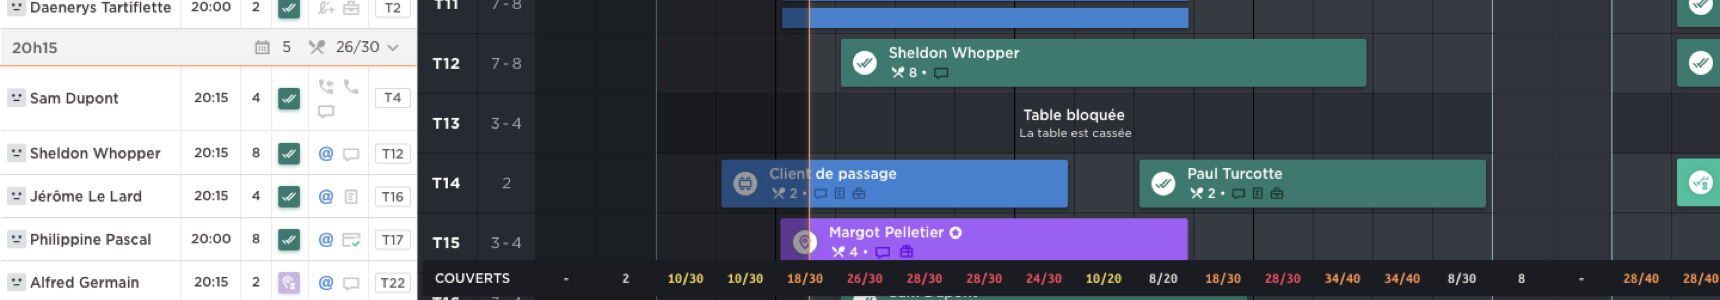 Daenerys Tartiflette 20:00 2 T2
20h15 5 26/30
Sam Dupont 20:15 4 T4
Sheldon Whopper 20:15 8 @ T12
Jérôme Le Lard 20:15 4 @ T16
Philippine Pascal 20:00 8 @ T17
Alfred Germain 20:15 2 T22
T11 7 - 8
T12 7 - 8
Sheldon Whopper
8 •
T13 3 - 4
Table bloquée
La table est cassée
T14 2
Client de passage
2 •
Paul Turcotte
2 •
T15 3 - 4
Margot Pelletier
4 •
COUVERTS - 2 10/30 10/30 18/30 26/30 28/30 28/30 24/30 10/20 8/20 18/30 28/30 34/40 34/40 8/30 8 - 28/40 28/40